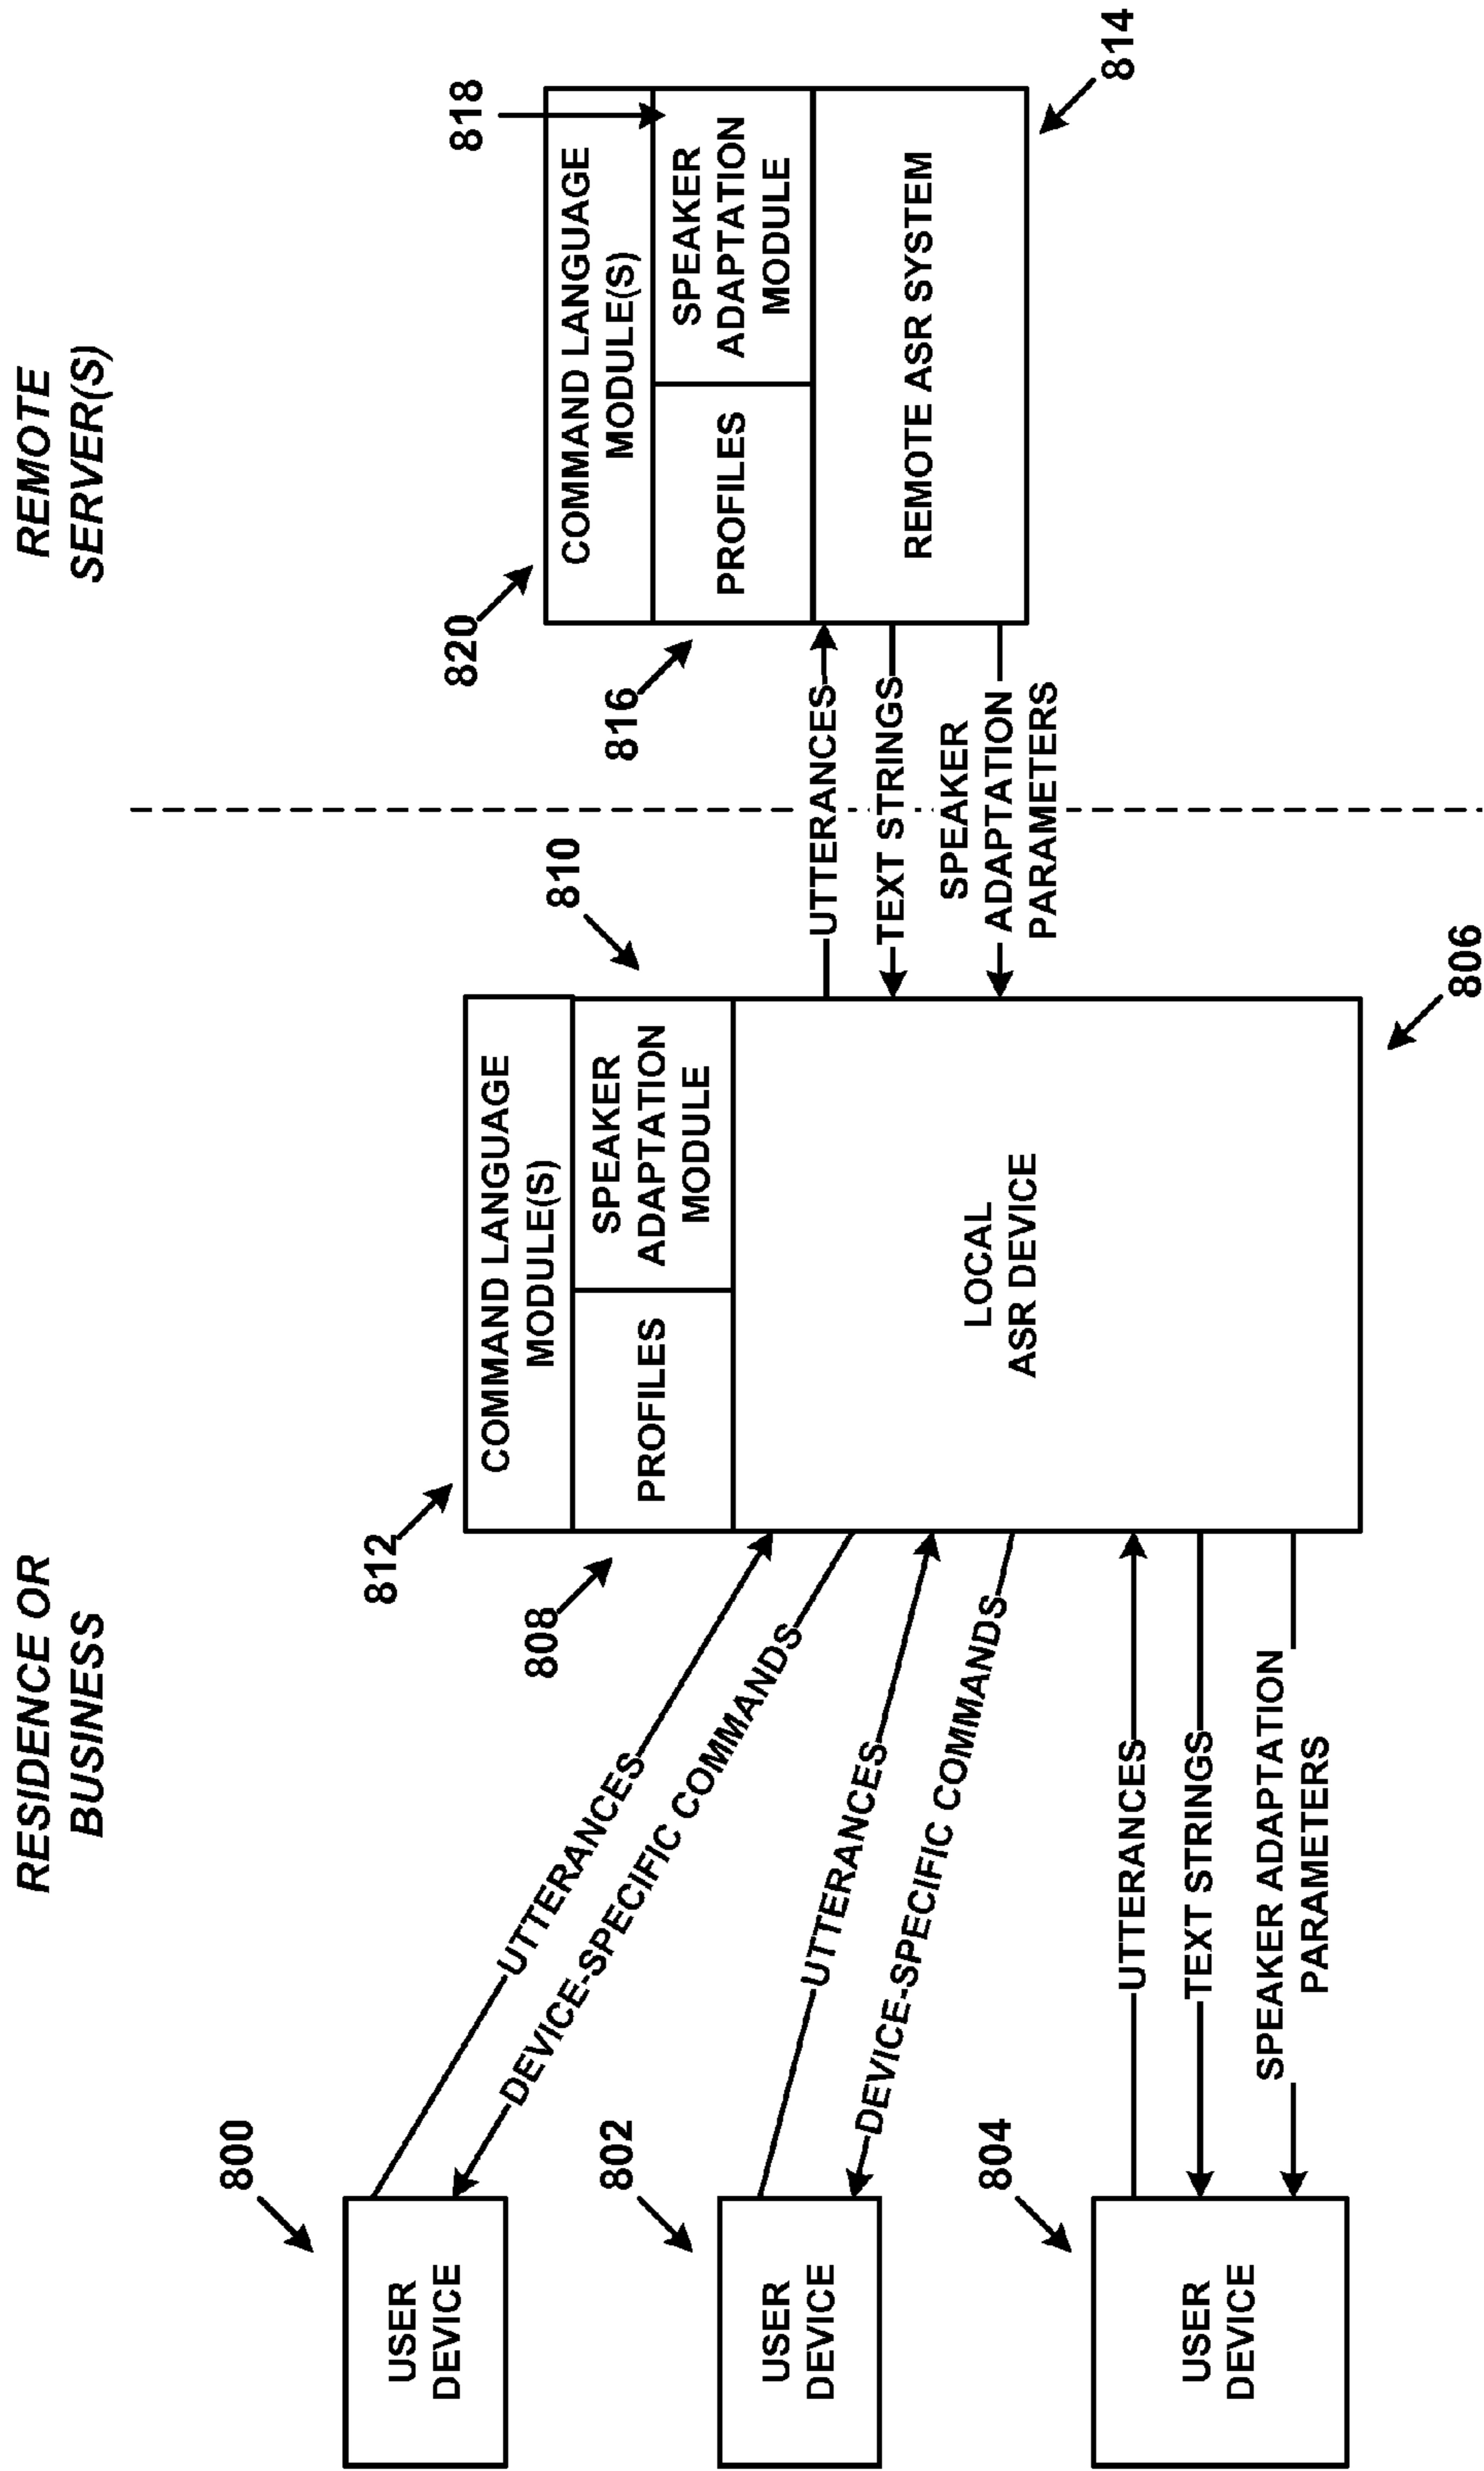 RESIDENCE OR
BUSINESS
REMOTE
SERVER(S)
800
USER
DEVICE
802
USER
DEVICE
804
USER
DEVICE
UTTERANCES
DEVICE-SPECIFIC COMMANDS
UTTERANCES
DEVICE-SPECIFIC COMMANDS
UTTERANCES
TEXT STRINGS
SPEAKER ADAPTATION
PARAMETERS
812
COMMAND LANGUAGE
MODULE(S)
808
PROFILES
SPEAKER
ADAPTATION
MODULE
810
LOCAL
ASR DEVICE
806
UTTERANCES
TEXT STRINGS
SPEAKER
ADAPTATION
PARAMETERS
820
COMMAND LANGUAGE
MODULE(S)
818
816
PROFILES
SPEAKER
ADAPTATION
MODULE
REMOTE ASR SYSTEM
814